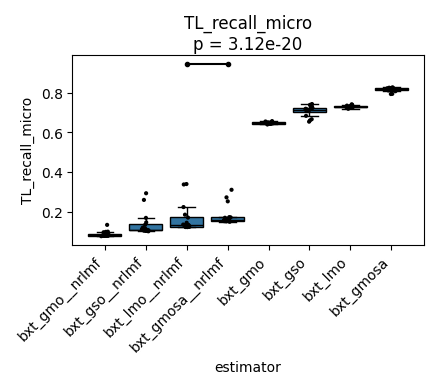 TL_recall_micro
p = 3.12e-20
TL_recall_micro
0.8
0.6
0.4
0.2
bxt_gmo__nrlmf
bxt_gso__nrlmf
bxt_lmo__nrlmf
bxt_gmosa__nrlmf
bxt_gmo
bxt_gso
bxt_lmo
bxt_gmosa
estimator